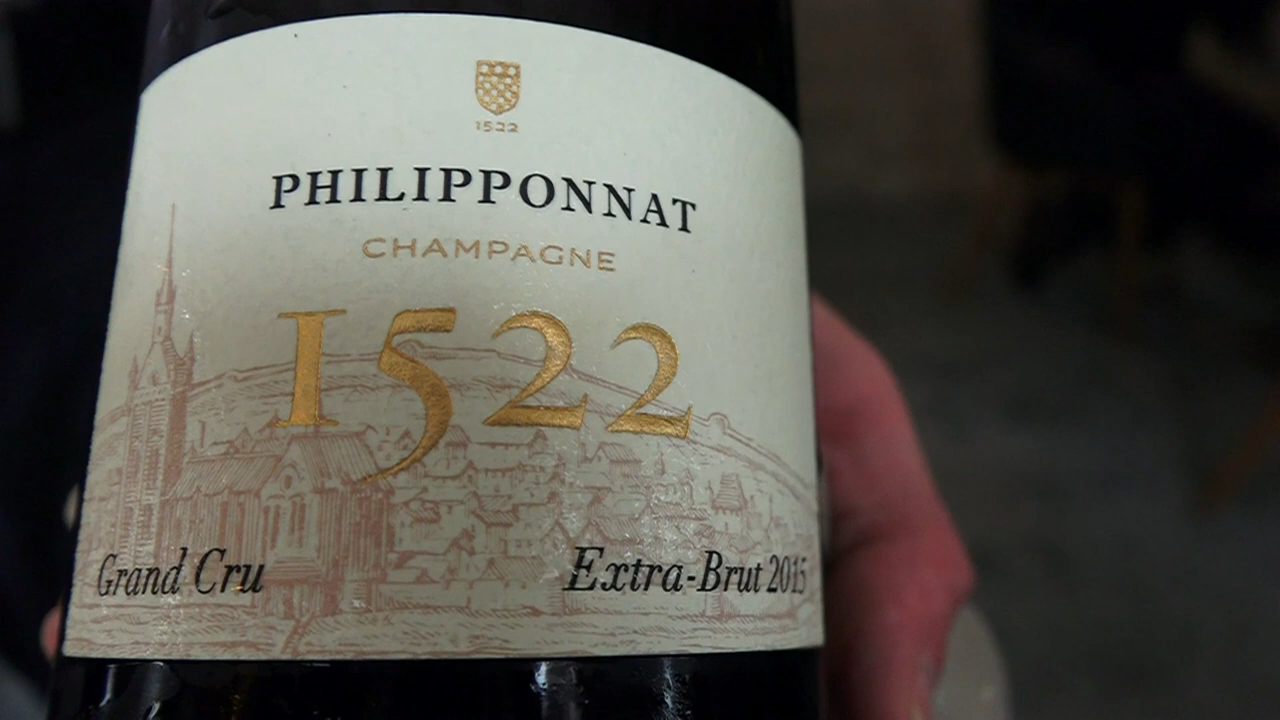 1522
PHILIPPONNAT
CHAMPAGNE
1522
Grand Cru
Extra-Brut 2015